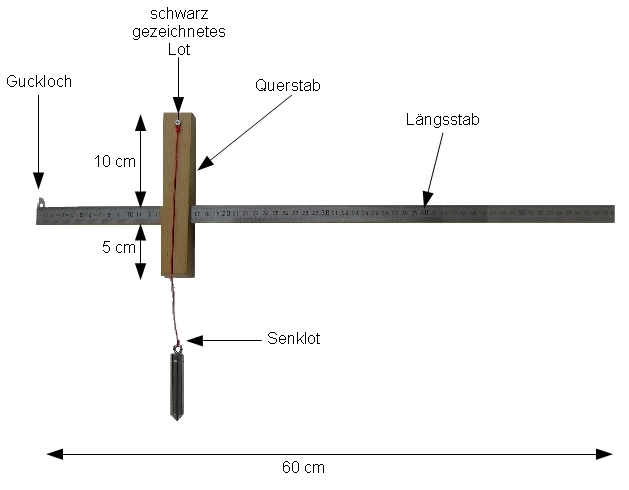 schwarz
gezeichnetes
Lot
Guckloch
Querstab
Längsstab
10 cm
5 cm
Senklot
60 cm